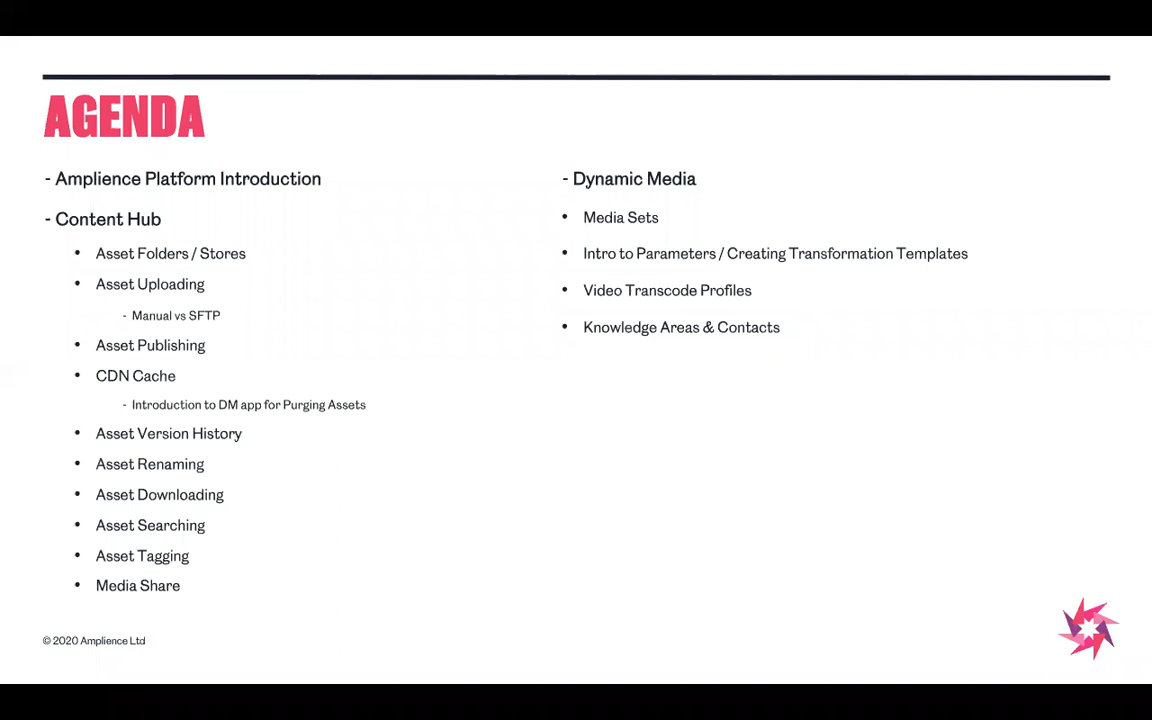 AGENDA
- Amplience Platform Introduction
- Content Hub
• Asset Folders / Stores
• Asset Uploading
- Manual vs SFTP
• Asset Publishing
• CDN Cache
- Introduction to DM app for Purging Assets
• Asset Version History
• Asset Renaming
• Asset Downloading
• Asset Searching
• Asset Tagging
• Media Share
- Dynamic Media
• Media Sets
• Intro to Parameters / Creating Transformation Templates
• Video Transcode Profiles
• Knowledge Areas & Contacts
© 2020 Amplience Ltd